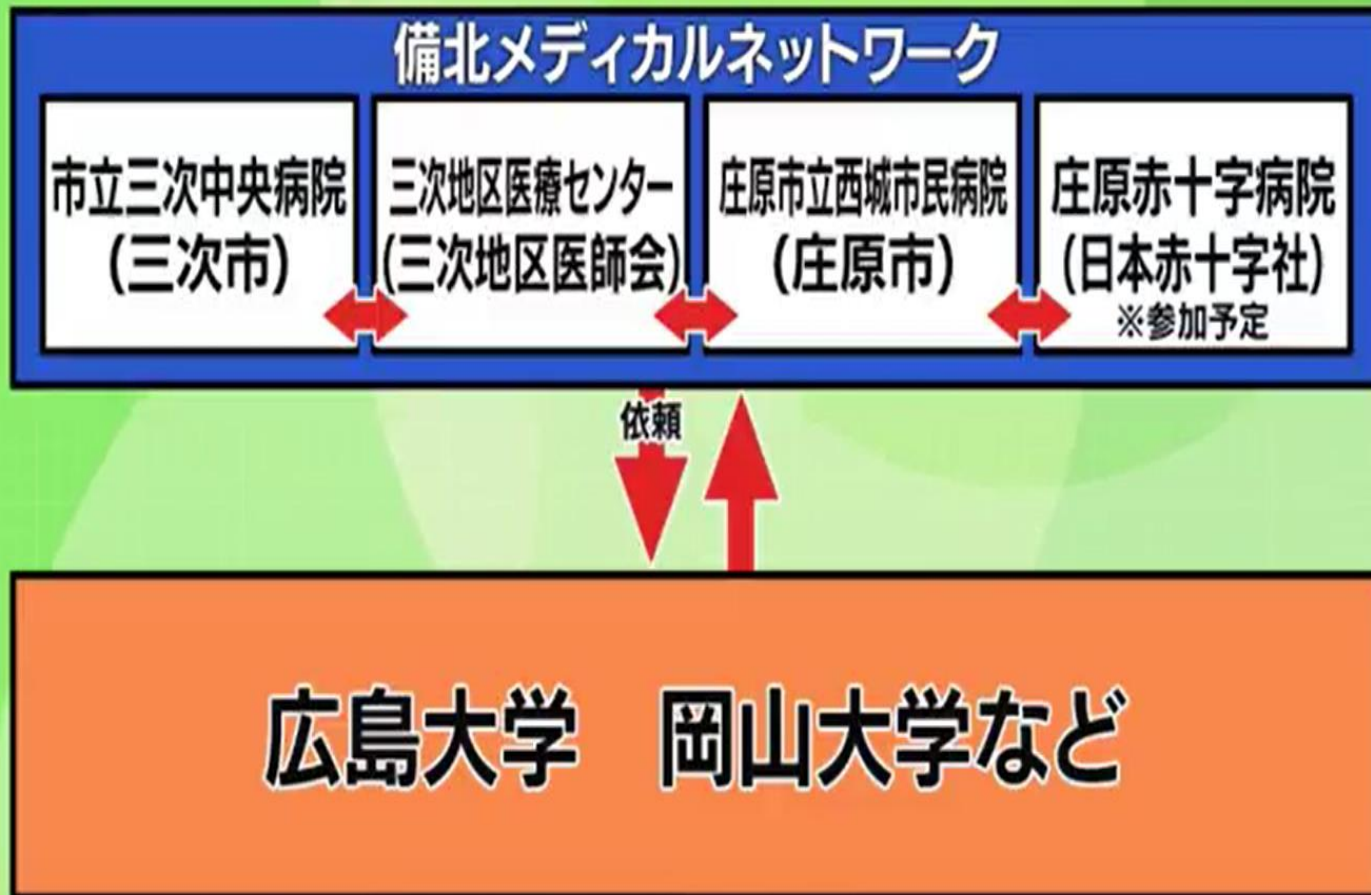 備北メディカルネットワーク
市立三次中央病院
(三次市)
三次地区医療センター
(三次地区医師会)
庄原市立西城市民病院
(庄原市)
庄原赤十字病院
(日本赤十字社)
※参加予定
依頼
広島大学　岡山大学など